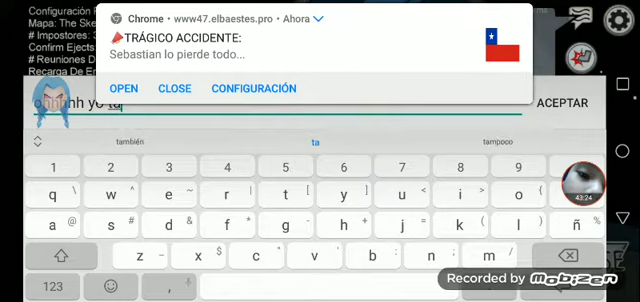 Configuración
Mapa: The Ske
# Impostores: 3
Confirm Ejects:
# Reuniones D
Recarga De En
Chrome • www47.elbaestes.pro • Ahora
TRÁGICO ACCIDENTE:
Sebastian lo pierde todo...
OPEN CLOSE CONFIGURACIÓN
ohhhhh yo ta
ACEPTAR
también ta tampoco
1 2 3 4 5 6 7 8 9
q \ w ^ e ~ r | t [ y ] u < i > o {
a @ s # d & f * g - h + j = k ( l ) ñ %
z _ x $ c " v ' b : n ; m /
43:24
?123 ,
Recorded by Mobizen